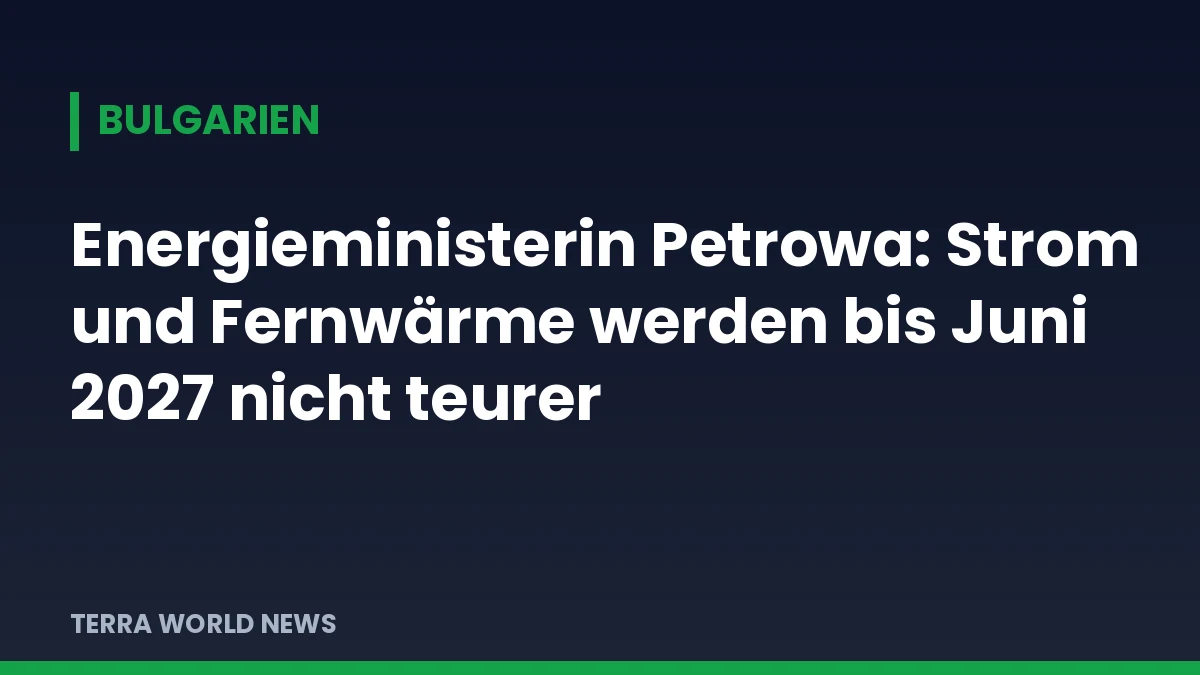 BULGARIEN
Energieministerin Petrowa: Strom
und Fernwärme werden bis Juni
2027 nicht teurer
TERRA WORLD NEWS